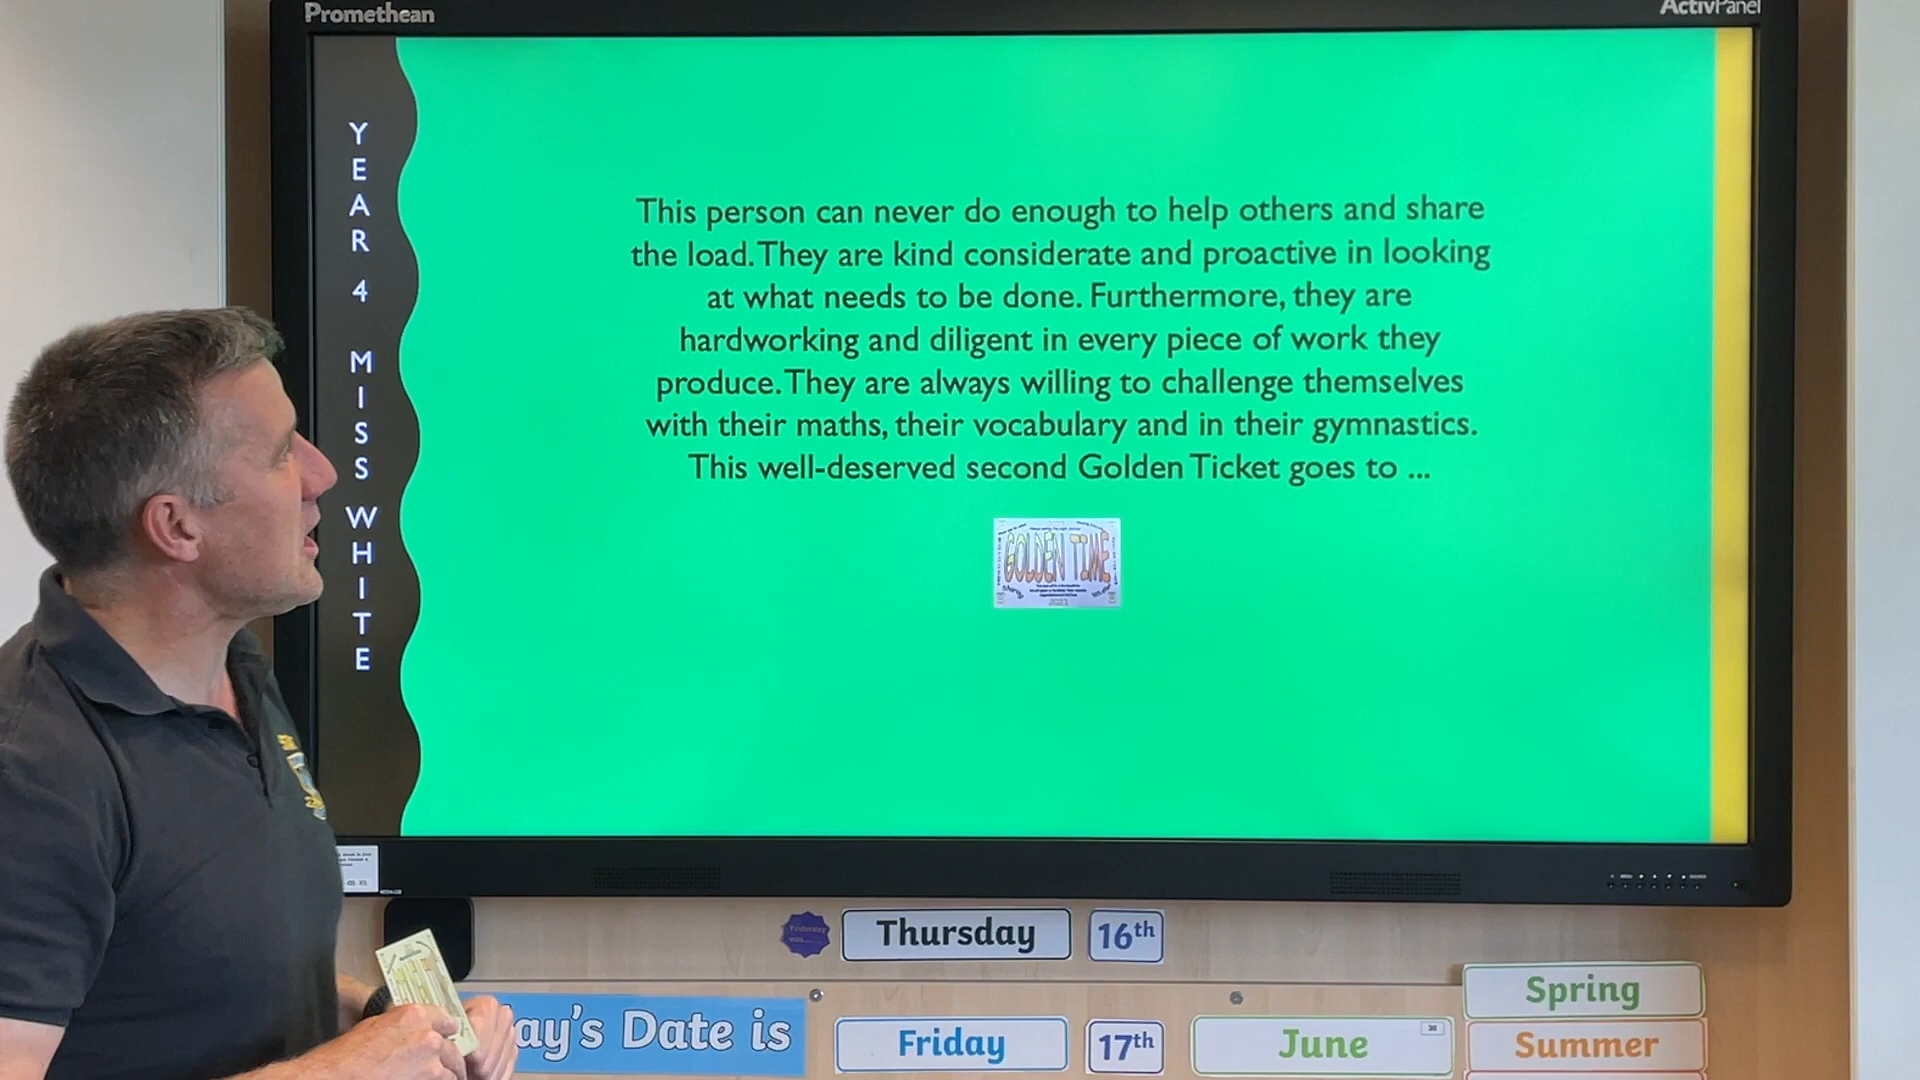 Promethean
ActivPanel
YEAR 4 MISS WHITE
This person can never do enough to help others and share
the load. They are kind considerate and proactive in looking
at what needs to be done. Furthermore, they are
hardworking and diligent in every piece of work they
produce. They are always willing to challenge themselves
with their maths, their vocabulary and in their gymnastics.
This well-deserved second Golden Ticket goes to ...
GOLDEN TIME
Yesterday
Thursday 16th
ay's Date is
Friday 17th June
Spring
Summer